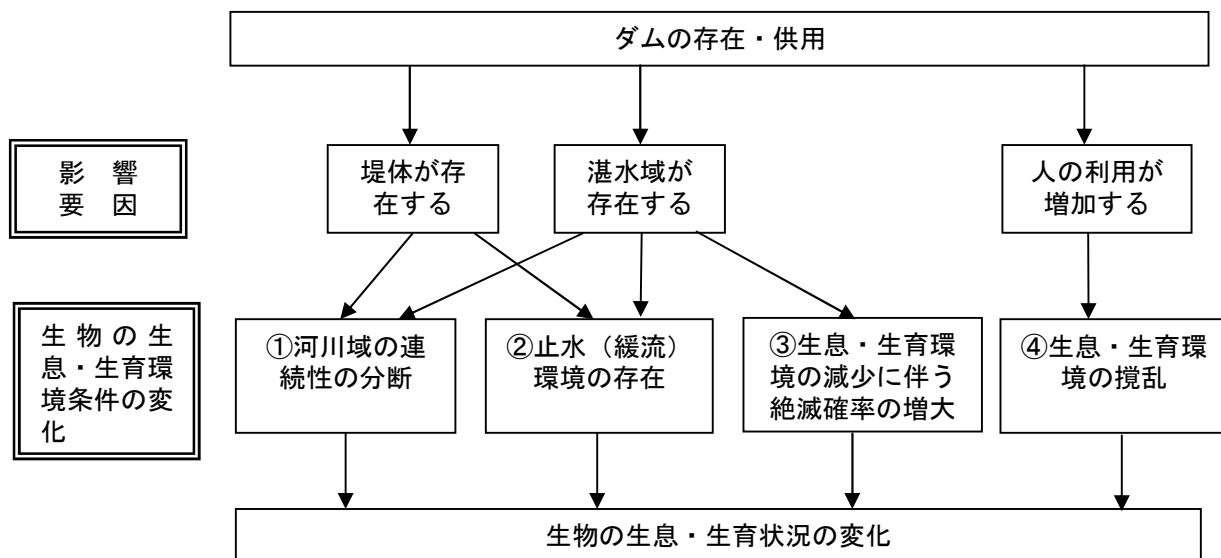 ダムの存在・供用
影 響
要 因
堤体が存
在する
湛水域が
存在する
人の利用が
増加する
生物の生
息・生育環
境条件の変
化
①河川域の連
続性の分断
②止水（緩流）
環境の存在
③生息・生育環
境の減少に伴う
絶滅確率の増大
④生息・生育環
境の撹乱
生物の生息・生育状況の変化